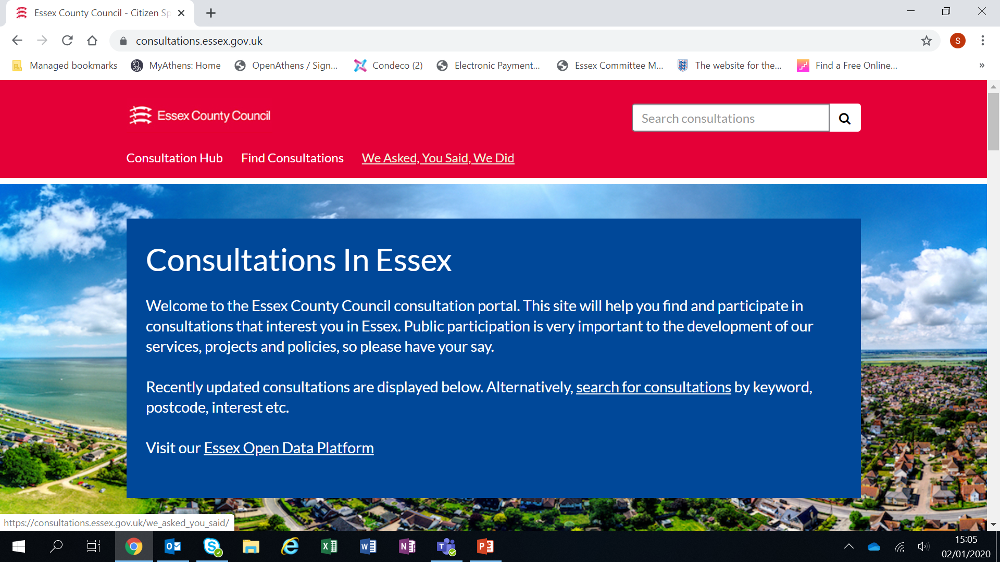 Essex County Council - Citizen Sp
consultations.essex.gov.uk
S
Managed bookmarks MyAthens: Home OpenAthens / Sign... Condeco (2) Electronic Payment... Essex Committee M... The website for the... Find a Free Online... »
Essex County Council
Search consultations
Consultation Hub Find Consultations We Asked, You Said, We Did
Consultations In Essex
Welcome to the Essex County Council consultation portal. This site will help you find and participate in
consultations that interest you in Essex. Public participation is very important to the development of our
services, projects and policies, so please have your say.
Recently updated consultations are displayed below. Alternatively, search for consultations by keyword,
postcode, interest etc.
Visit our Essex Open Data Platform
https://consultations.essex.gov.uk/we_asked_you_said/
15:05
02/01/2020